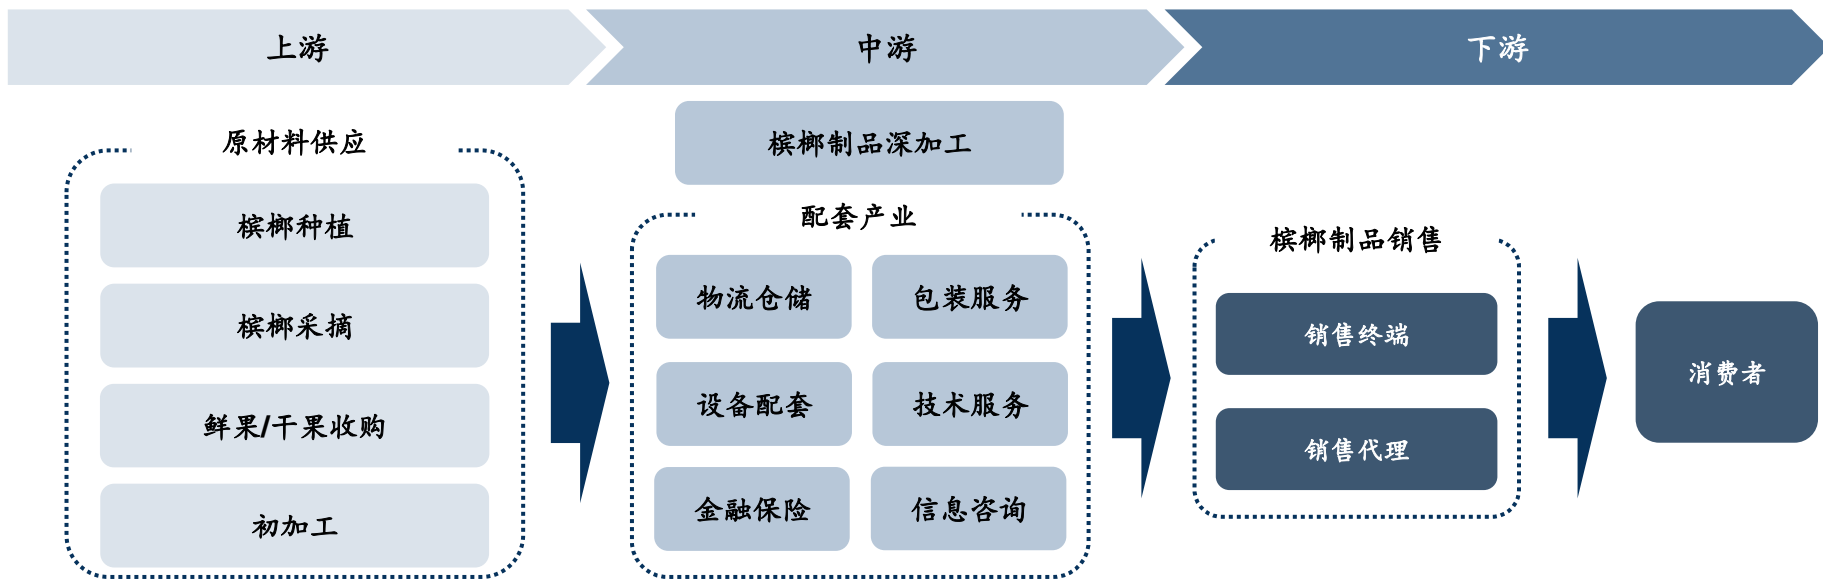 上游
中游
下游
原材料供应
槟榔种植
槟榔采摘
鲜果/干果收购
初加工
槟榔制品深加工
配套产业
物流仓储
包装服务
设备配套
技术服务
金融保险
信息咨询
槟榔制品销售
销售终端
销售代理
消费者